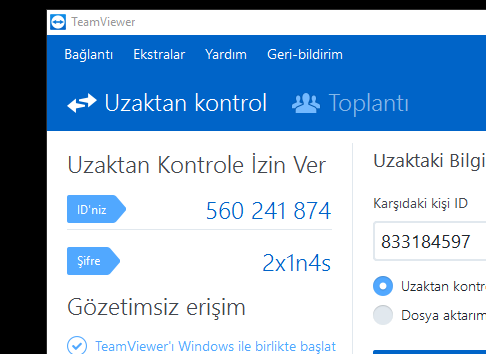 TeamViewer
Bağlantı Ekstralar Yardım Geri-bildirim
Uzaktan kontrol Toplantı
Uzaktan Kontrole İzin Ver
ID'niz 560 241 874
Şifre 2x1n4s
Gözetimsiz erişim
TeamViewer'ı Windows ile birlikte başlat
Uzaktaki Bilgi
Karşıdaki kişi ID
833184597
Uzaktan kontr
Dosya aktarım